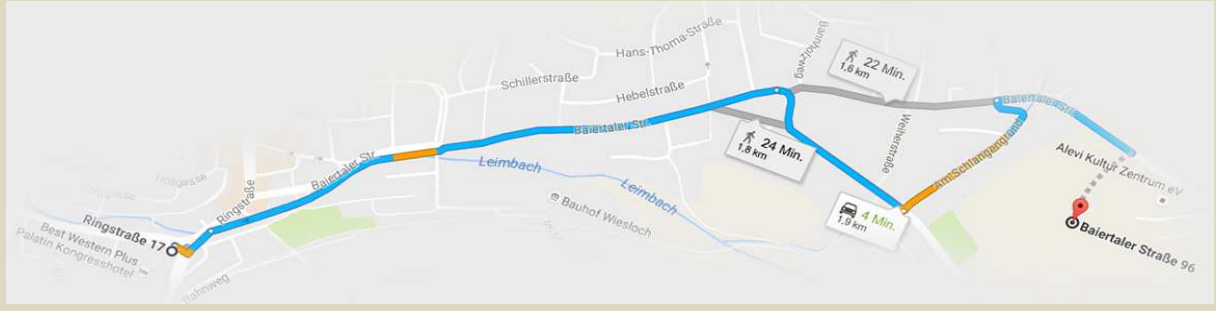 Hans-Thoma-Straße
Bannholzweg
22 Min.
1,6 km
Schillerstraße
Hebelstraße
Baiertaler Str.
Baiertaler Str.
Weiherstraße
24 Min.
1,8 km
Baiertaler Str.
Leimbach
Leimbach
Am Schlangengrund
Alevi Kultur Zentrum eV
Holagasse
Ringstraße
Bauhof Wiesloch
4 Min.
1,9 km
Ringstraße 17
Best Western Plus
Palatin Kongresshotel
Baiertaler Straße 96
Bahnweg